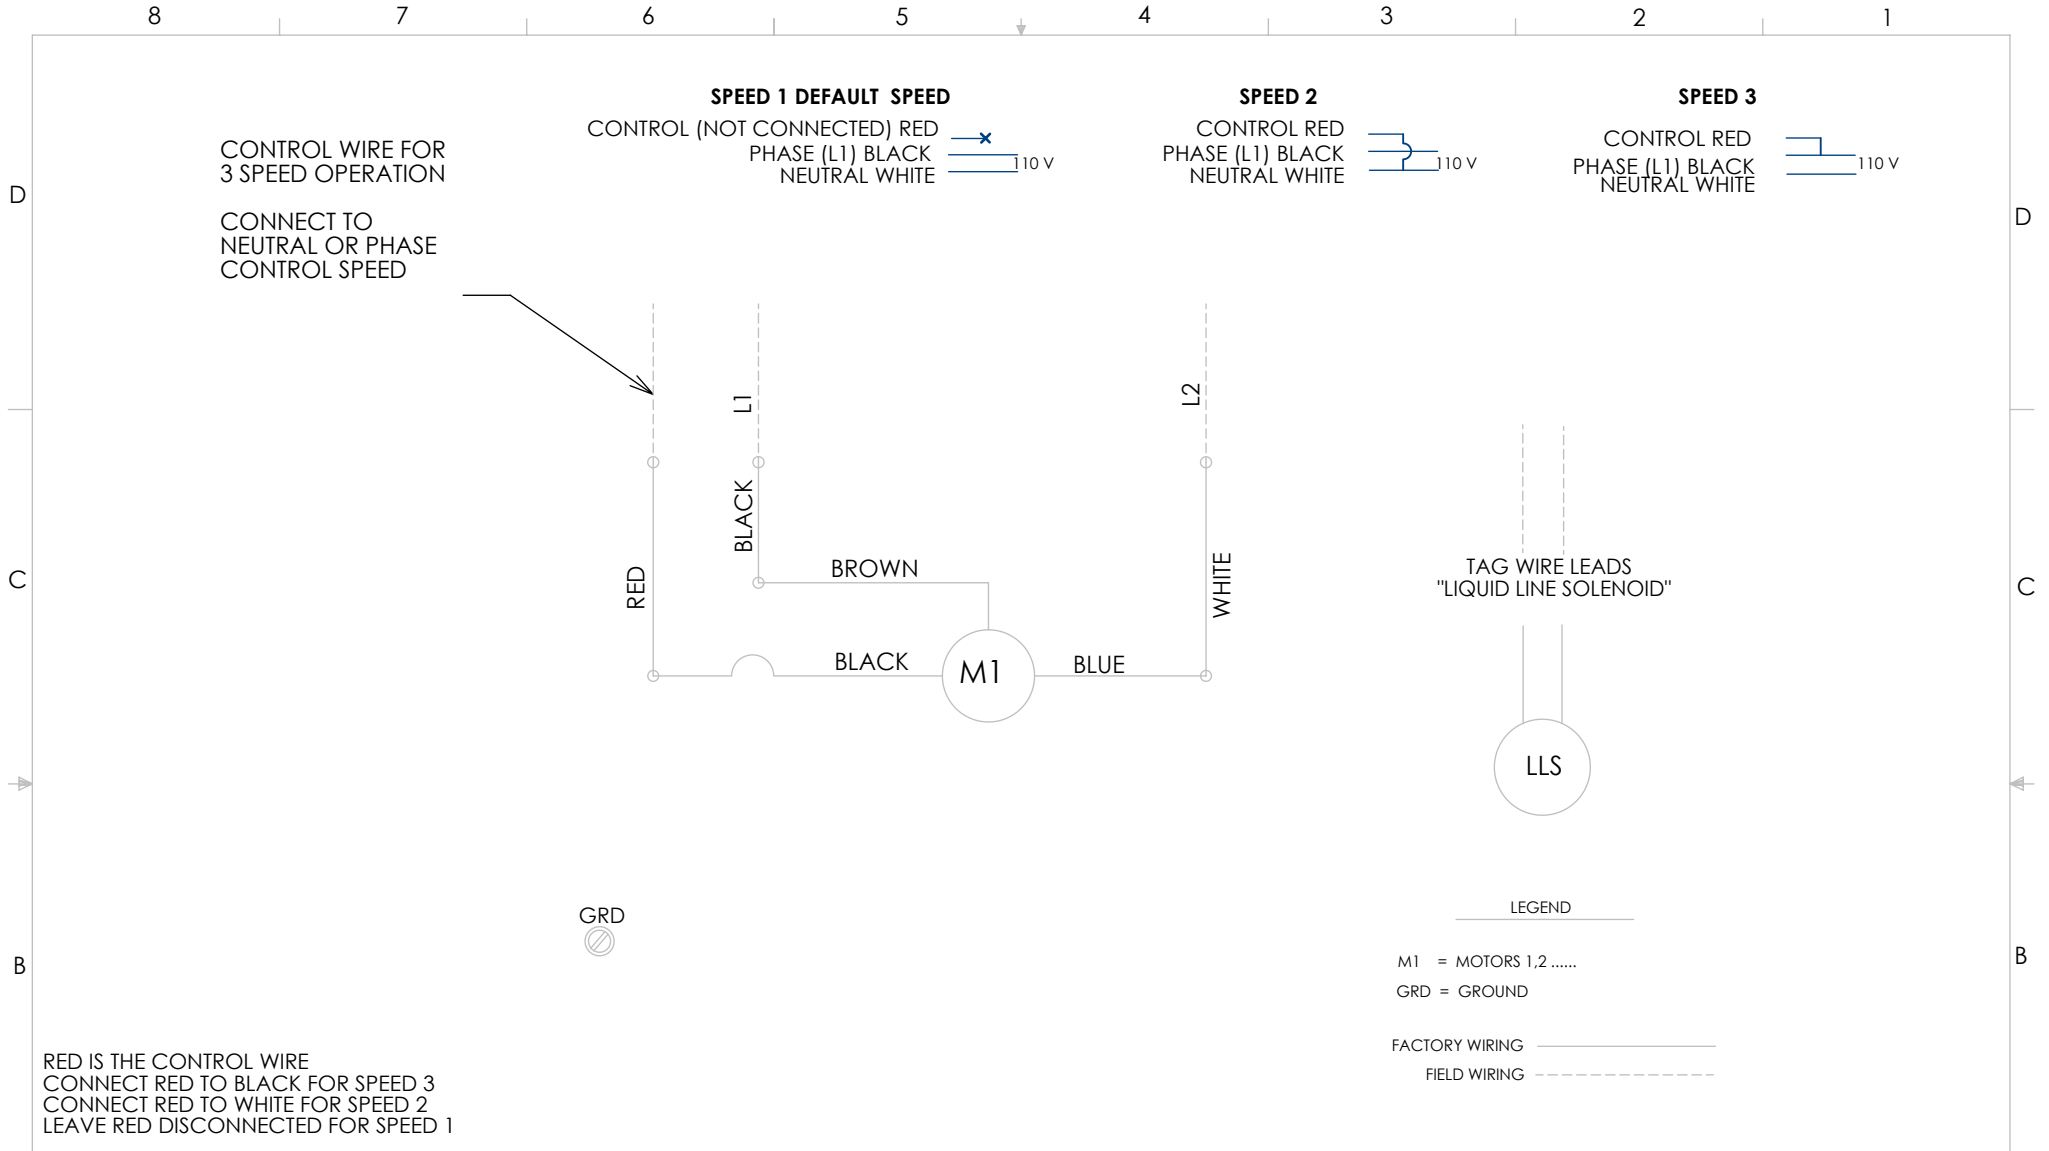 8 7 6 5 4 3 2 1
SPEED 1 DEFAULT SPEED
CONTROL (NOT CONNECTED) RED
PHASE (L1) BLACK
NEUTRAL WHITE
110 V
SPEED 2
CONTROL RED
PHASE (L1) BLACK
NEUTRAL WHITE
110 V
SPEED 3
CONTROL RED
PHASE (L1) BLACK
NEUTRAL WHITE
110 V
CONTROL WIRE FOR
3 SPEED OPERATION
CONNECT TO
NEUTRAL OR PHASE
CONTROL SPEED
D
D
L1
L2
BLACK
RED
BROWN
WHITE
BLACK
M1
BLUE
TAG WIRE LEADS
"LIQUID LINE SOLENOID"
LLS
C
C
GRD
LEGEND
M1 = MOTORS 1,2 ......
GRD = GROUND
FACTORY WIRING
FIELD WIRING
B
B
RED IS THE CONTROL WIRE
CONNECT RED TO BLACK FOR SPEED 3
CONNECT RED TO WHITE FOR SPEED 2
LEAVE RED DISCONNECTED FOR SPEED 1